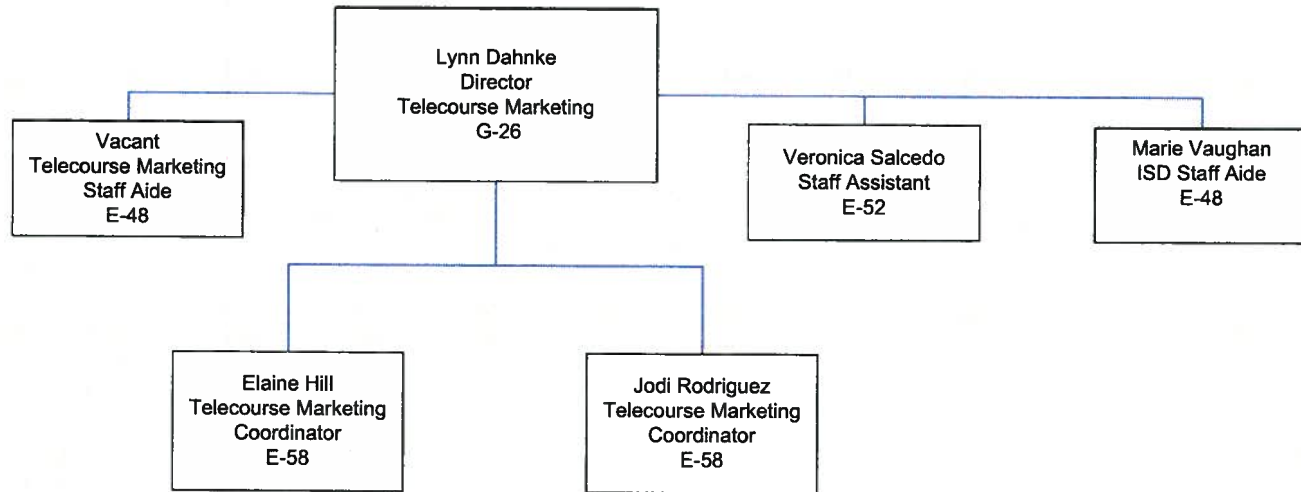 Lynn Dahnke
Director
Telecourse Marketing
G-26
Vacant
Telecourse Marketing
Staff Aide
E-48
Veronica Salcedo
Staff Assistant
E-52
Marie Vaughan
ISD Staff Aide
E-48
Elaine Hill
Telecourse Marketing
Coordinator
E-58
Jodi Rodriguez
Telecourse Marketing
Coordinator
E-58